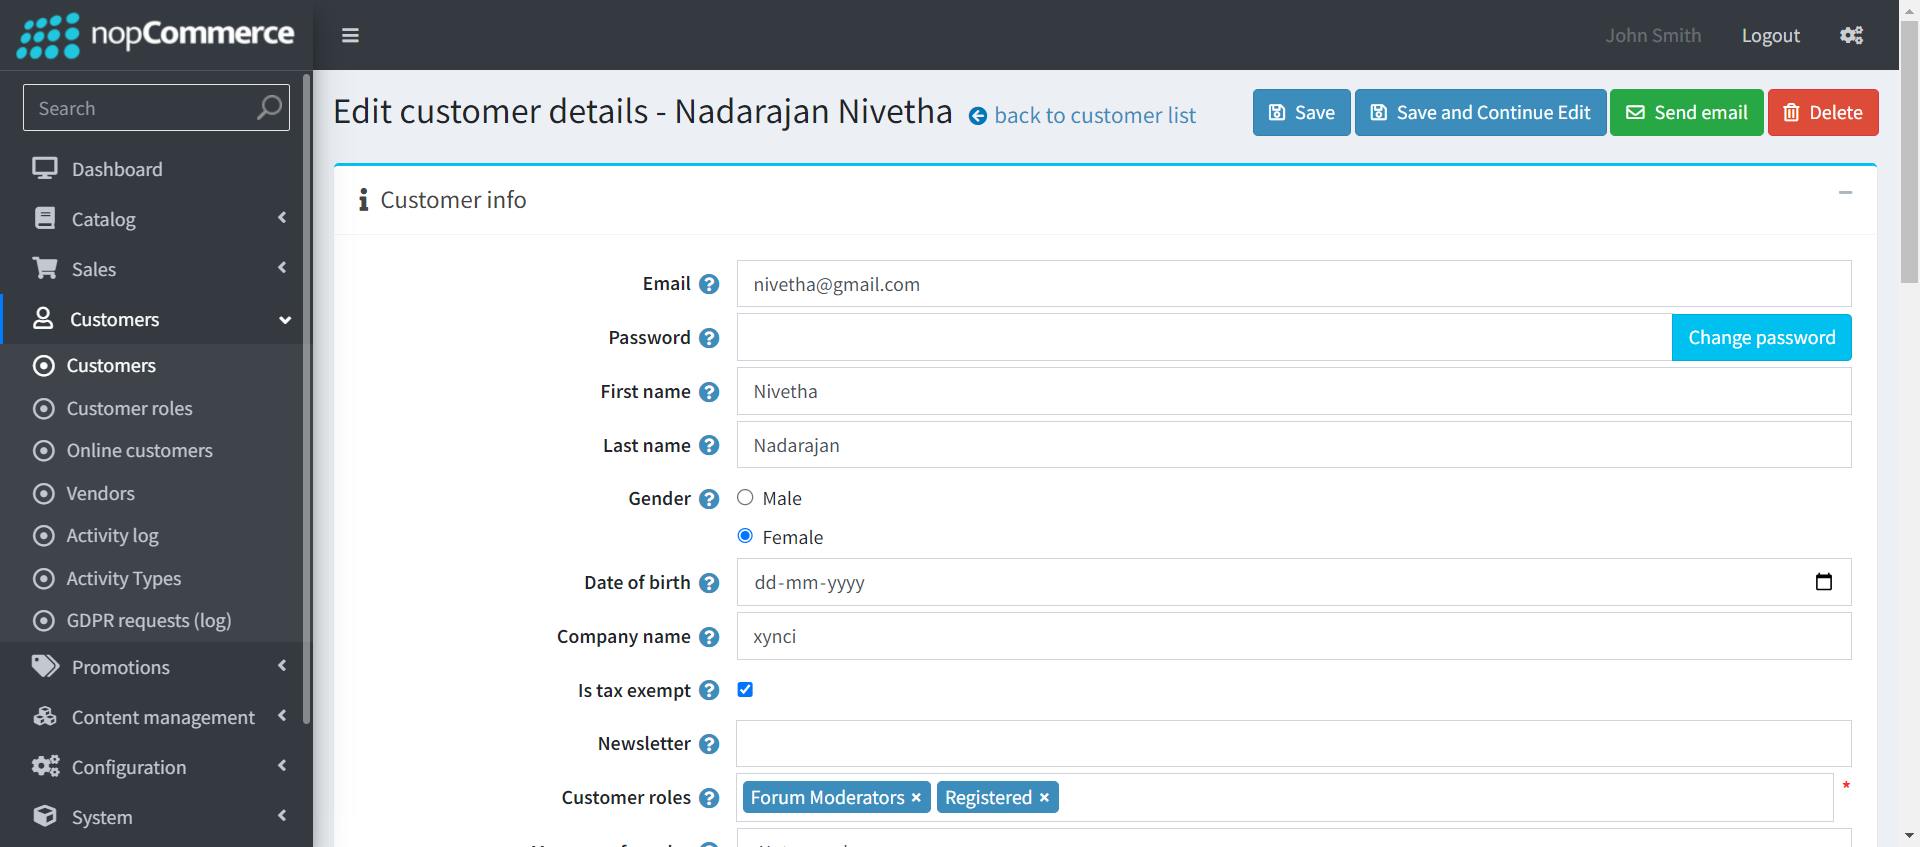 nopCommerce
John Smith
Logout
Search
Edit customer details - Nadarajan Nivetha
back to customer list
Save
Save and Continue Edit
Send email
Delete
Dashboard
Catalog
Sales
Customers
Customers
Customer roles
Online customers
Vendors
Activity log
Activity Types
GDPR requests (log)
Promotions
Content management
Configuration
System
Customer info
Email
nivetha@gmail.com
Password
Change password
First name
Nivetha
Last name
Nadarajan
Gender
Male
Female
Date of birth
dd-mm-yyyy
Company name
xynci
Is tax exempt
Newsletter
Customer roles
Forum Moderators ×
Registered ×
*